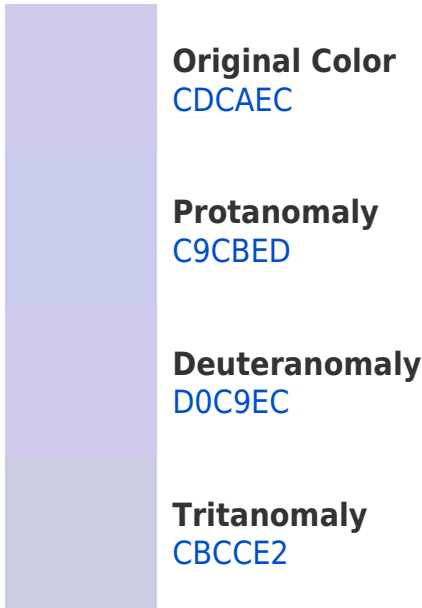 Original Color
CDCAEC
Protanomaly
C9CBED
Deuteranomaly
D0C9EC
Tritanomaly
CBCCE2